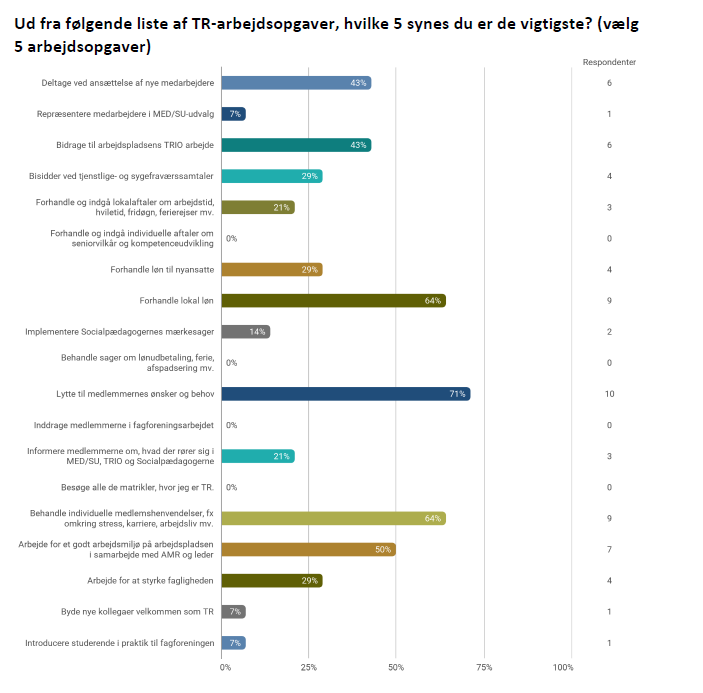 Ud fra følgende liste af TR-arbejdsopgaver, hvilke 5 synes du er de vigtigste? (vælg
5 arbejdsopgaver)
Respondenter
Deltage ved ansættelse af nye medarbejdere 43% 6
Repræsentere medarbejdere i MED/SU-udvalg 7% 1
Bidrage til arbejdspladsens TRIO arbejde 43% 6
Bisidder ved tjenstlige- og sygefraværssamtaler 29% 4
Forhandle og indgå lokalaftaler om arbejdstid,
hviletid, fridøgn, ferierejser mv. 21% 3
Forhandle og indgå individuelle aftaler om
seniorvilkår og kompetenceudvikling 0% 0
Forhandle løn til nyansatte 29% 4
Forhandle lokal løn 64% 9
Implementere Socialpædagogernes mærkesager 14% 2
Behandle sager om lønudbetaling, ferie,
afspadsering mv. 0% 0
Lytte til medlemmernes ønsker og behov 71% 10
Inddrage medlemmerne i fagforeningsarbejdet 0% 0
Informere medlemmerne om, hvad der rører sig i
MED/SU, TRIO og Socialpædagogerne 21% 3
Besøge alle de matrikler, hvor jeg er TR. 0% 0
Behandle individuelle medlemshenvendelser, fx
omkring stress, karriere, arbejdsliv mv. 64% 9
Arbejde for et godt arbejdsmiljø på arbejdspladsen
i samarbejde med AMR og leder 50% 7
Arbejde for at styrke fagligheden 29% 4
Byde nye kollegaer velkommen som TR 7% 1
Introducere studerende i praktik til fagforeningen 7% 1
0% 25% 50% 75% 100%